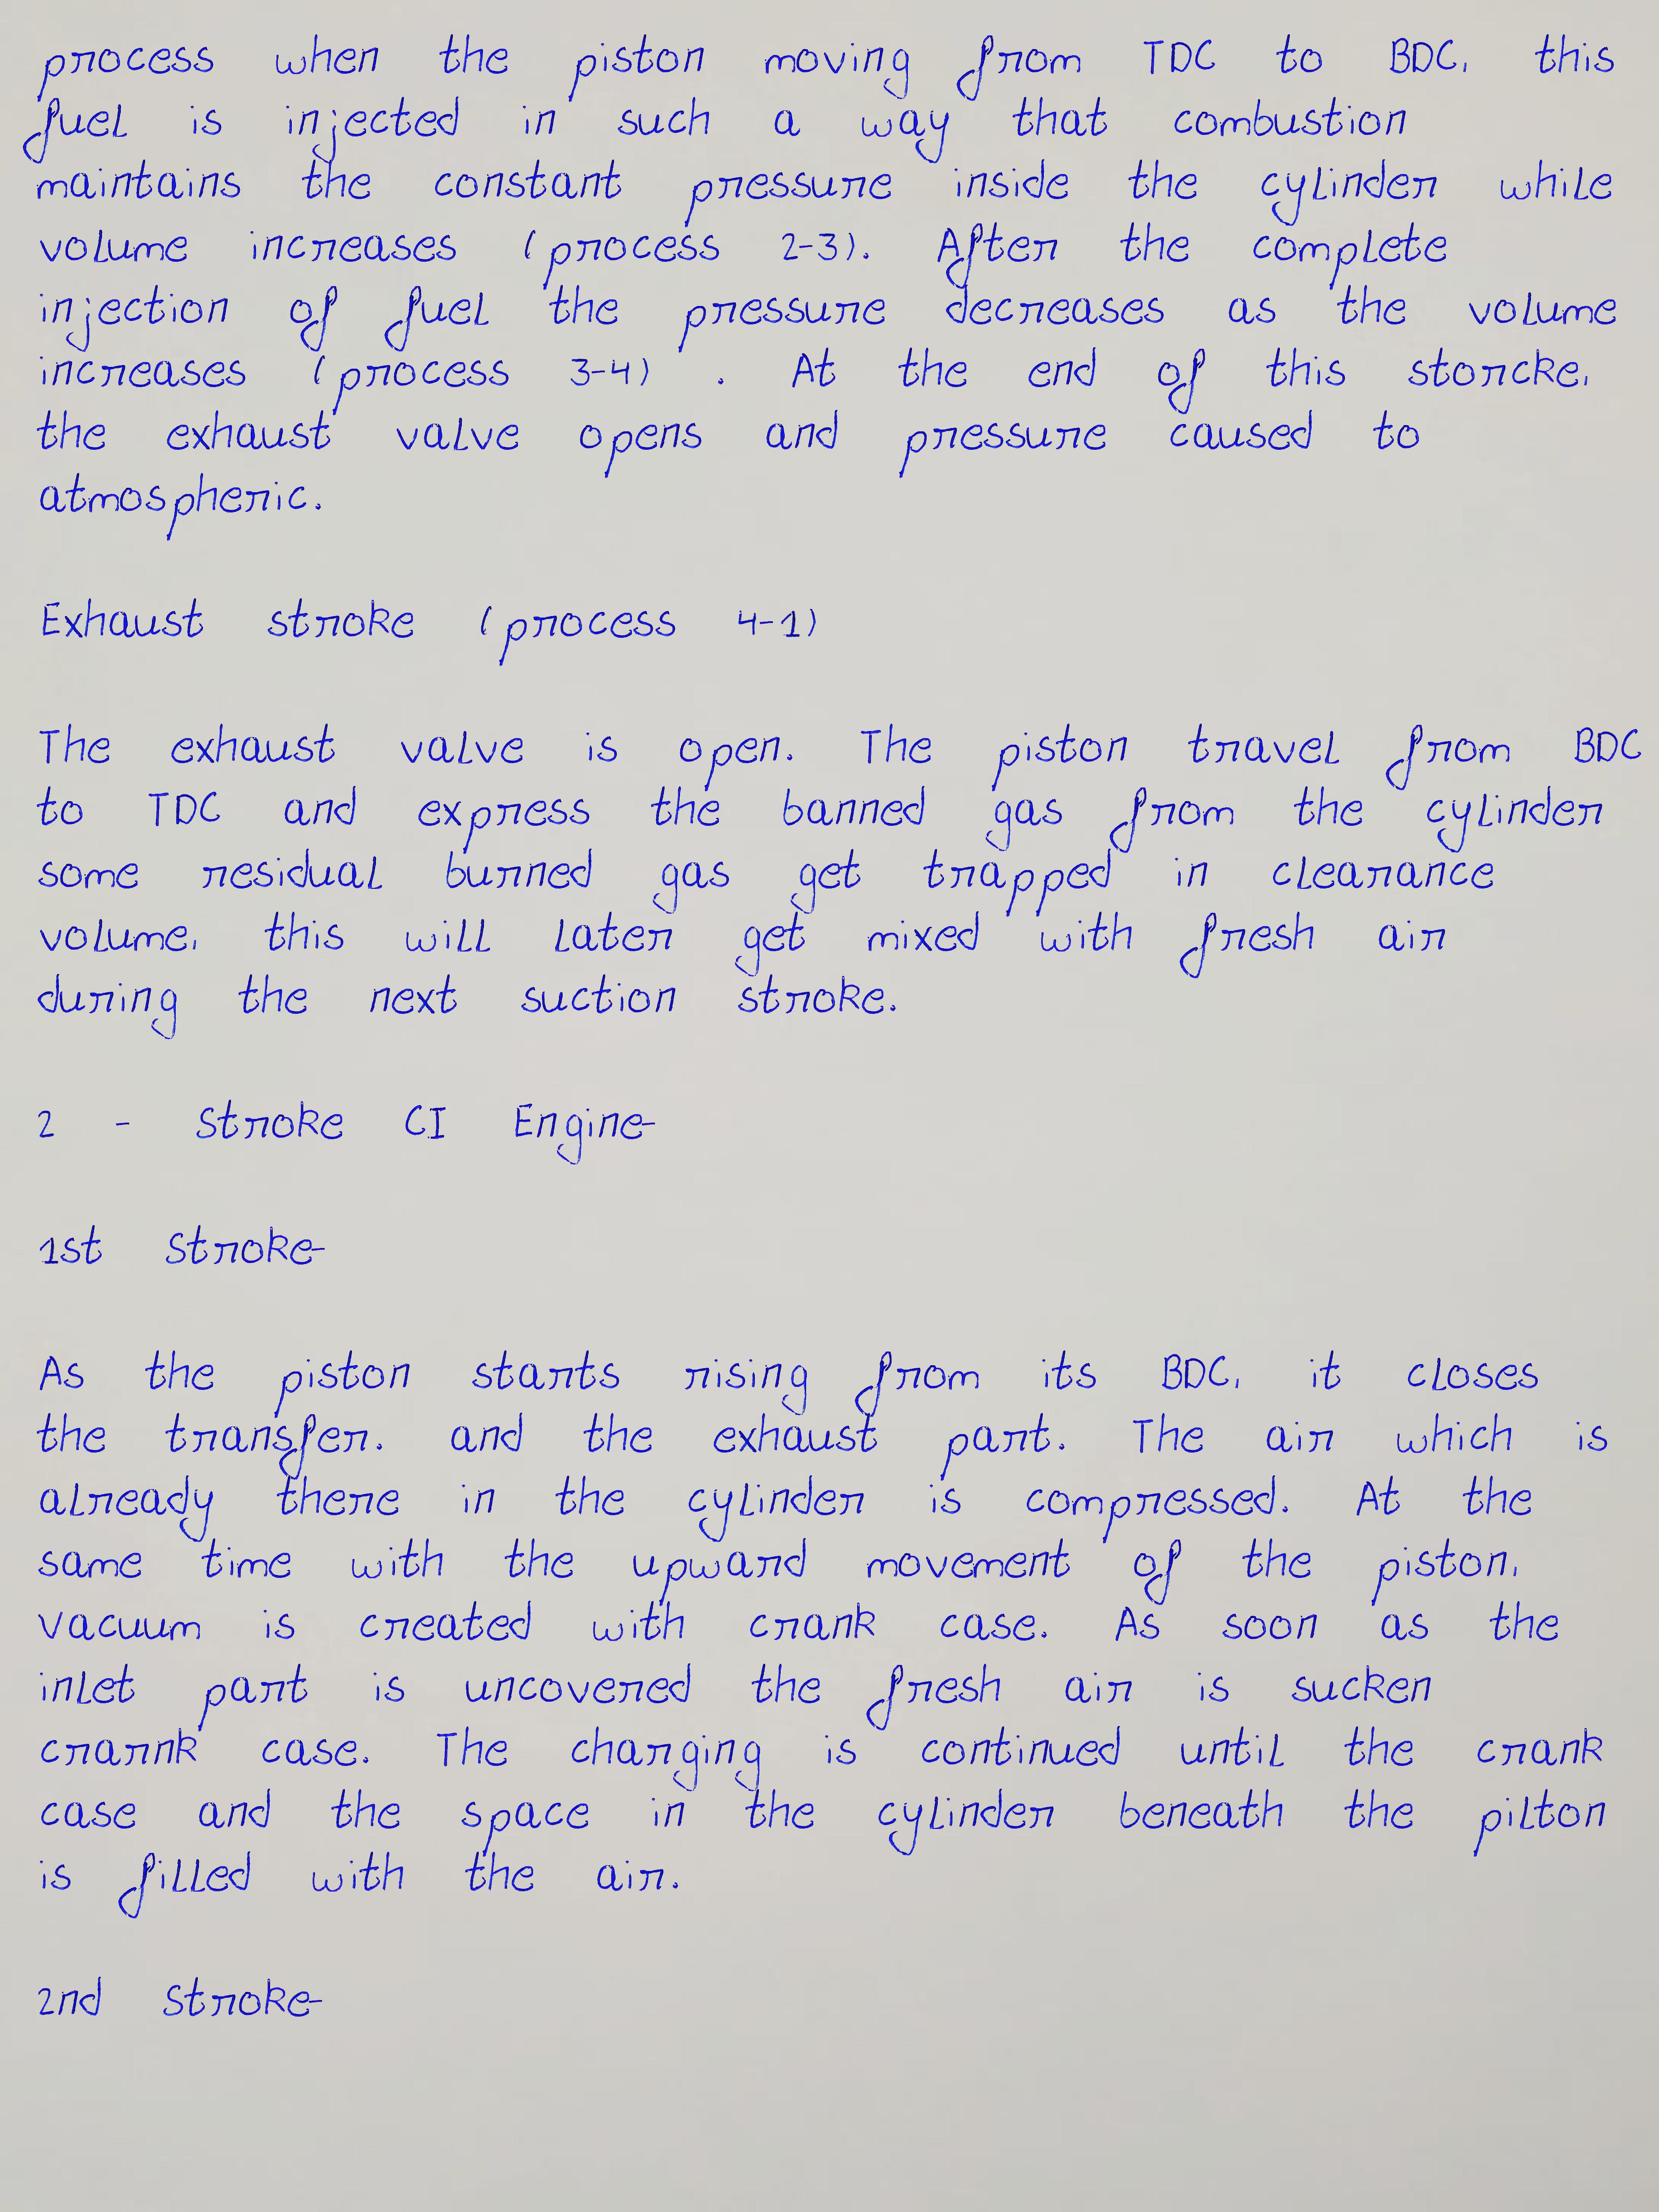 process when the piston moving from TDC to BDC, this
fuel is injected in such a way that combustion
maintains the constant pressure inside the cylinder while
volume increases (process 2-3). After the complete
injection of fuel the pressure decreases as the volume
increases (process 3-4) . At the end of this storcke,
the exhaust valve opens and pressure caused to
atmospheric.
Exhaust stroke (process 4-1)
The exhaust valve is open. The piston travel from BDC
to TDC and express the banned gas from the cylinder
some residual burned gas get trapped in clearance
volume, this will later get mixed with fresh air
during the next suction stroke.
2 - Stroke CI Engine-
1st Stroke-
As the piston starts rising from its BDC, it closes
the transfer. and the exhaust part. The air which is
already there in the cylinder is compressed. At the
same time with the upward movement of the piston,
vacuum is created with crank case. As soon as the
inlet part is uncovered the fresh air is sucken
crarnk case. The charging is continued until the crank
case and the space in the cylinder beneath the pilton
is filled with the air.
2nd Stroke-